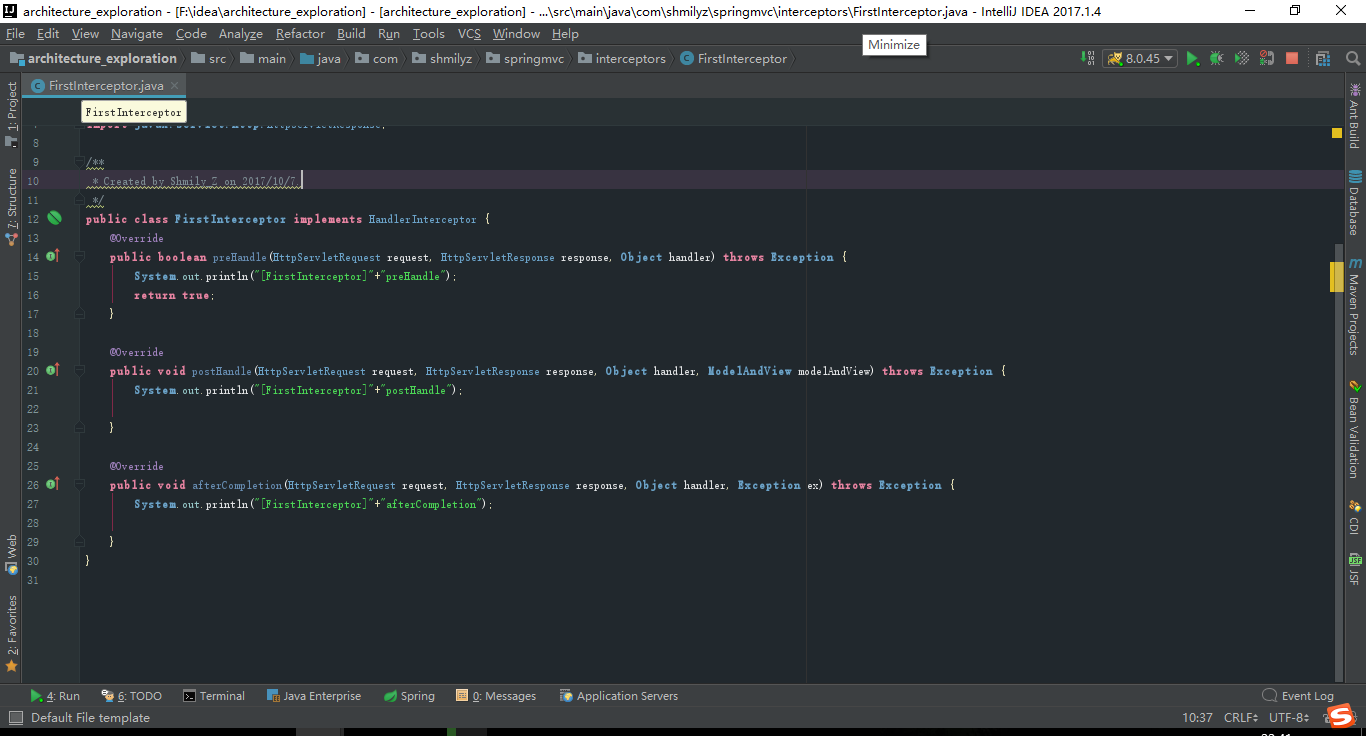 architecture_exploration - [F:\idea\architecture_exploration] - [architecture_exploration] - ...\src\main\java\com\shmilyz\springmvc\interceptors\FirstInterceptor.java - IntelliJ IDEA 2017.1.4
File Edit View Navigate Code Analyze Refactor Build Run Tools VCS Window Help
Minimize
architecture_exploration src main java com shmilyz springmvc interceptors FirstInterceptor 8.0.45
FirstInterceptor.java
FirstInterceptor
import javax.servlet.http.HttpServletResponse;
8
9 /**
10 * Created by Shmily_Z on 2017/10/7.
11 */
12 public class FirstInterceptor implements HandlerInterceptor {
13 @Override
14 public boolean preHandle(HttpServletRequest request, HttpServletResponse response, Object handler) throws Exception {
15 System.out.println("[FirstInterceptor]"+"preHandle");
16 return true;
17 }
18
19 @Override
20 public void postHandle(HttpServletRequest request, HttpServletResponse response, Object handler, ModelAndView modelAndView) throws Exception {
21 System.out.println("[FirstInterceptor]"+"postHandle");
22
23 }
24
25 @Override
26 public void afterCompletion(HttpServletRequest request, HttpServletResponse response, Object handler, Exception ex) throws Exception {
27 System.out.println("[FirstInterceptor]"+"afterCompletion");
28
29 }
30 }
31
1: Project
7: Structure
Web
2: Favorites
Ant Build
Database
Maven Projects
Bean Validation
CDI
JSF
4: Run 6: TODO Terminal Java Enterprise Spring 0: Messages Application Servers Event Log
Default File template 10:37 CRLF UTF-8